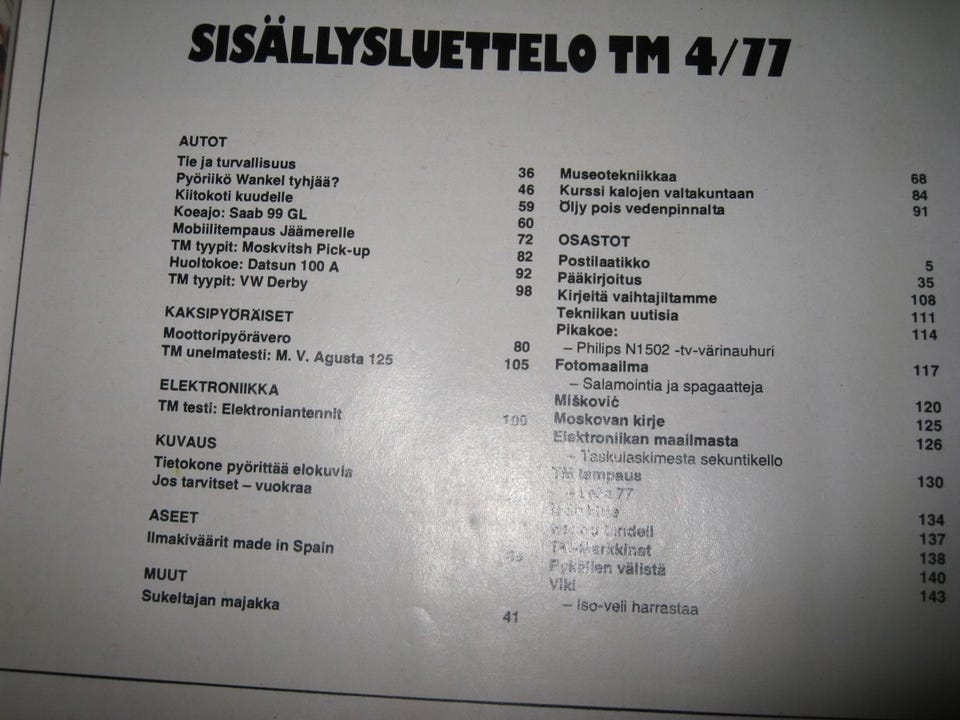 SISÄLLYSLUETTELO TM 4/77
AUTOT
Tie ja turvallisuus 36
Pyöriikö Wankel tyhjää? 46
Kiitokoti kuudelle 59
Koeajo: Saab 99 GL 60
Mobiilitempaus Jäämerelle 72
TM tyypit: Moskvitsh Pick-up 82
Huoltokoe: Datsun 100 A 92
TM tyypit: VW Derby 98
KAKSIPYÖRÄISET
Moottoripyörävero 80
TM unelmatesti: M. V. Agusta 125 105
ELEKTRONIIKKA
TM testi: Elektroniantennit 100
KUVAUS
Tietokone pyörittää elokuvia
Jos tarvitset – vuokraa
ASEET
Ilmakiväärit made in Spain
MUUT
Sukeltajan majakka 41
Museotekniikkaa 68
Kurssi kalojen valtakuntaan 84
Öljy pois vedenpinnalta 91
OSASTOT
Postilaatikko 5
Pääkirjoitus 35
Kirjeitä vaihtajiltamme 108
Tekniikan uutisia 111
Pikakoe: 114
– Philips N1502 -tv-värinauhuri
Fotomaailma 117
– Salamointia ja spagaatteja
Mišković 120
Moskovan kirje 125
Elektroniikan maailmasta 126
– Taskulaskimesta sekuntikello
TM tempaus 130
77
134
137
138
Pykälien välistä 140
Viki 143
– Iso-veli harrastaa